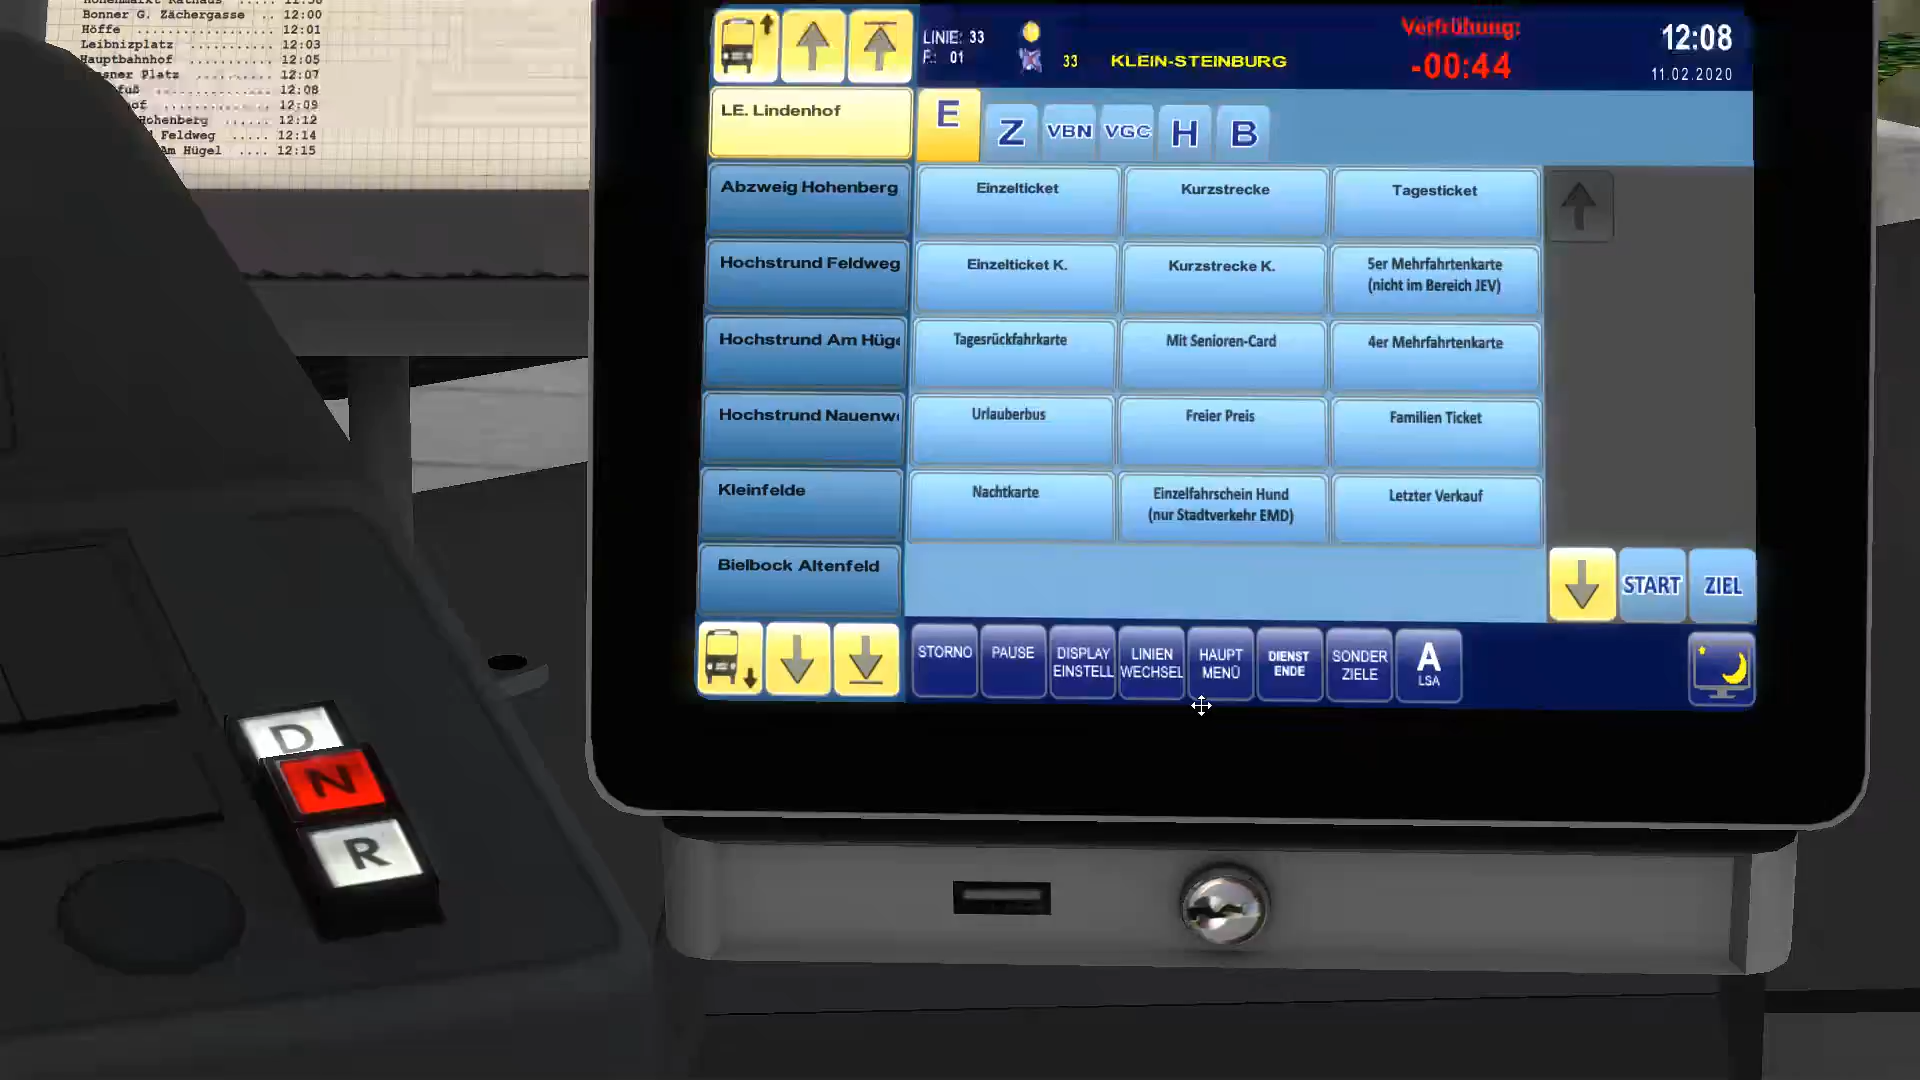 Bonner G. Zächergasse .. 12:00
Höffe ................ 12:01
Leibnizplatz ........... 12:03
Hauptbahnhof ........... 12:05
Platz ............ 12:07
12:08
12:09
Hohenberg ....... 12:12
Feldweg ..... 12:14
Am Hügel .... 12:15
LINIE: 33
F: 01
33 KLEIN-STEINBURG
Verfrühung:
-00:44
12:08
11.02.2020
LE. Lindenhof
E
Z
VBN
VGC
H
B
Abzweig Hohenberg
Einzelticket
Kurzstrecke
Tagesticket
Hochstrund Feldweg
Einzelticket K.
Kurzstrecke K.
5er Mehrfahrtenkarte
(nicht im Bereich JEV)
Hochstrund Am Hüge
Tagesrückfahrkarte
Mit Senioren-Card
4er Mehrfahrtenkarte
Hochstrund Nauenw
Urlauberbus
Freier Preis
Familien Ticket
Kleinfelde
Nachtkarte
Einzelfahrschein Hund
(nur Stadtverkehr EMD)
Letzter Verkauf
Bielbock Altenfeld
START
ZIEL
STORNO
PAUSE
DISPLAY
EINSTELL
LINIEN
WECHSEL
HAUPT
MENÜ
DIENST
ENDE
SONDER
ZIELE
A
LSA
D
N
R